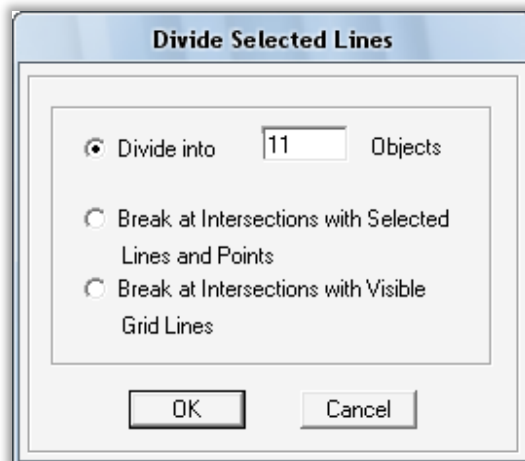 Divide Selected Lines
Divide into 11 Objects
Break at Intersections with Selected
Lines and Points
Break at Intersections with Visible
Grid Lines
OK Cancel